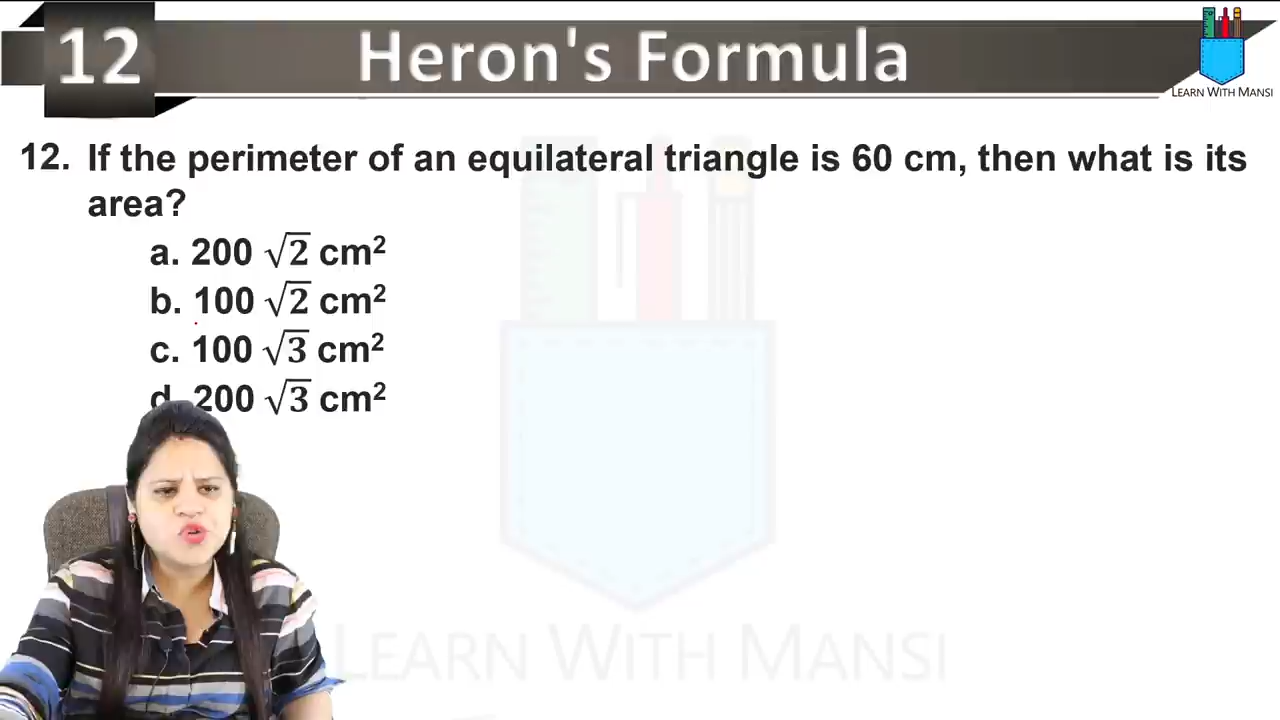 12
Heron's Formula
LEARN WITH MANSI
12. If the perimeter of an equilateral triangle is 60 cm, then what is its
area?
a. 200 √2 cm²
b. 100 √2 cm²
c. 100 √3 cm²
d. 200 √3 cm²
LEARN WITH MANSI